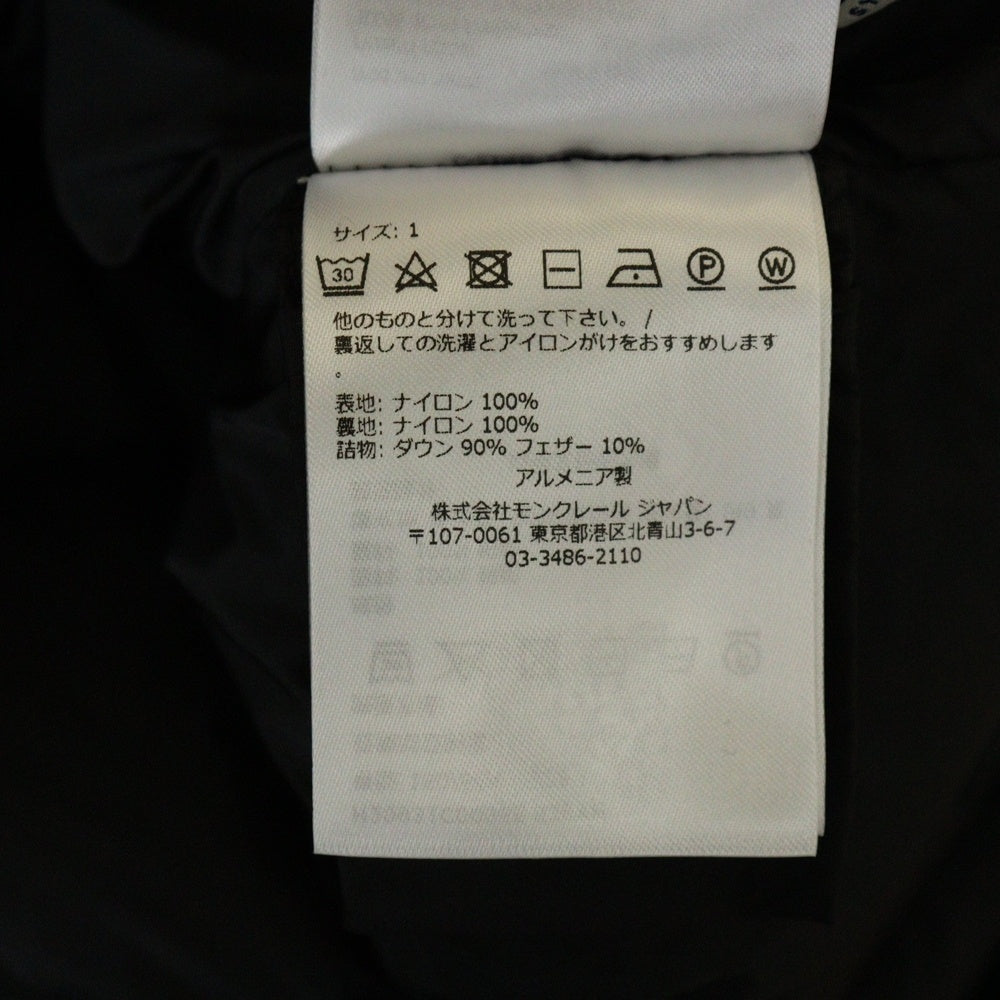 サイズ: 1
30
P W
他のものと分けて洗って下さい。 /
裏返しての洗濯とアイロンがけをおすすめします
。
表地: ナイロン 100%
裏地: ナイロン 100%
詰物: ダウン 90% フェザー 10%
アルメニア製
株式会社モンクレール ジャパン
〒107-0061 東京都港区北青山3-6-7
03-3486-2110